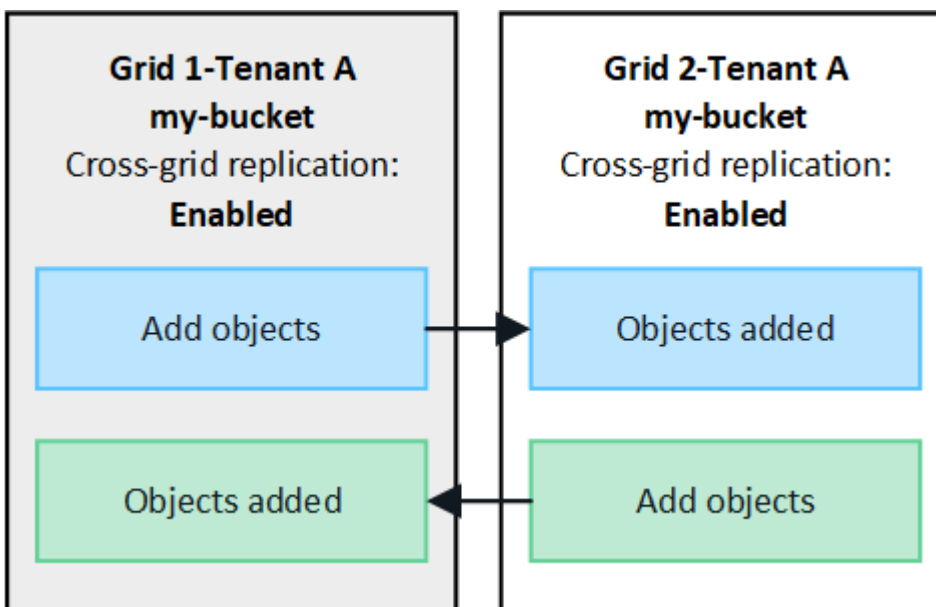 Grid 1-Tenant A
my-bucket
Cross-grid replication:
Enabled
Add objects
Objects added
Grid 2-Tenant A
my-bucket
Cross-grid replication:
Enabled
Objects added
Add objects